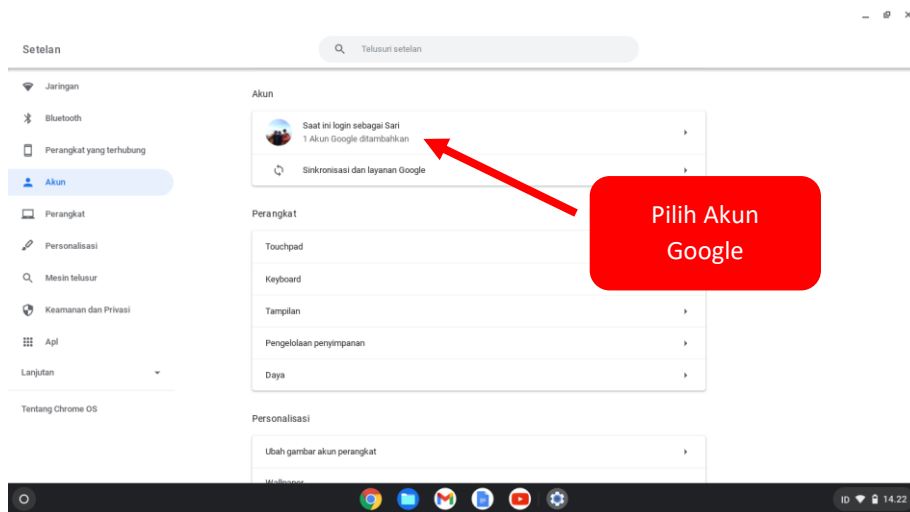 Setelan
Telusuri setelan
Jaringan
Bluetooth
Perangkat yang terhubung
Akun
Perangkat
Personalisasi
Mesin telusur
Keamanan dan Privasi
Apl
Lanjutan
Tentang Chrome OS
Akun
Saat ini login sebagai Sari
1 Akun Google ditambahkan
Sinkronisasi dan layanan Google
Pilih Akun
Google
Perangkat
Touchpad
Keyboard
Tampilan
Pengelolaan penyimpanan
Daya
Personalisasi
Ubah gambar akun perangkat
Wallpaper
ID 14.22